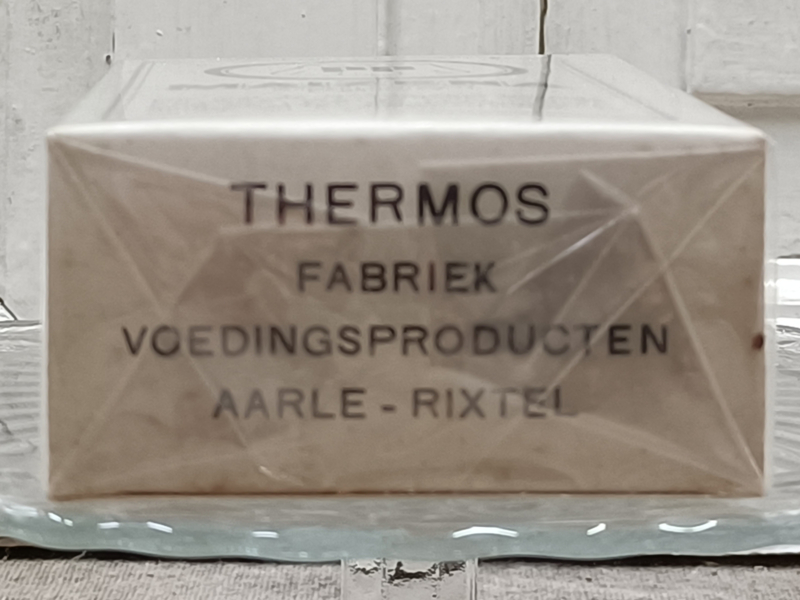 THERMOS
FABRIEK
VOEDINGSPRODUCTEN
AARLE - RIXTEL